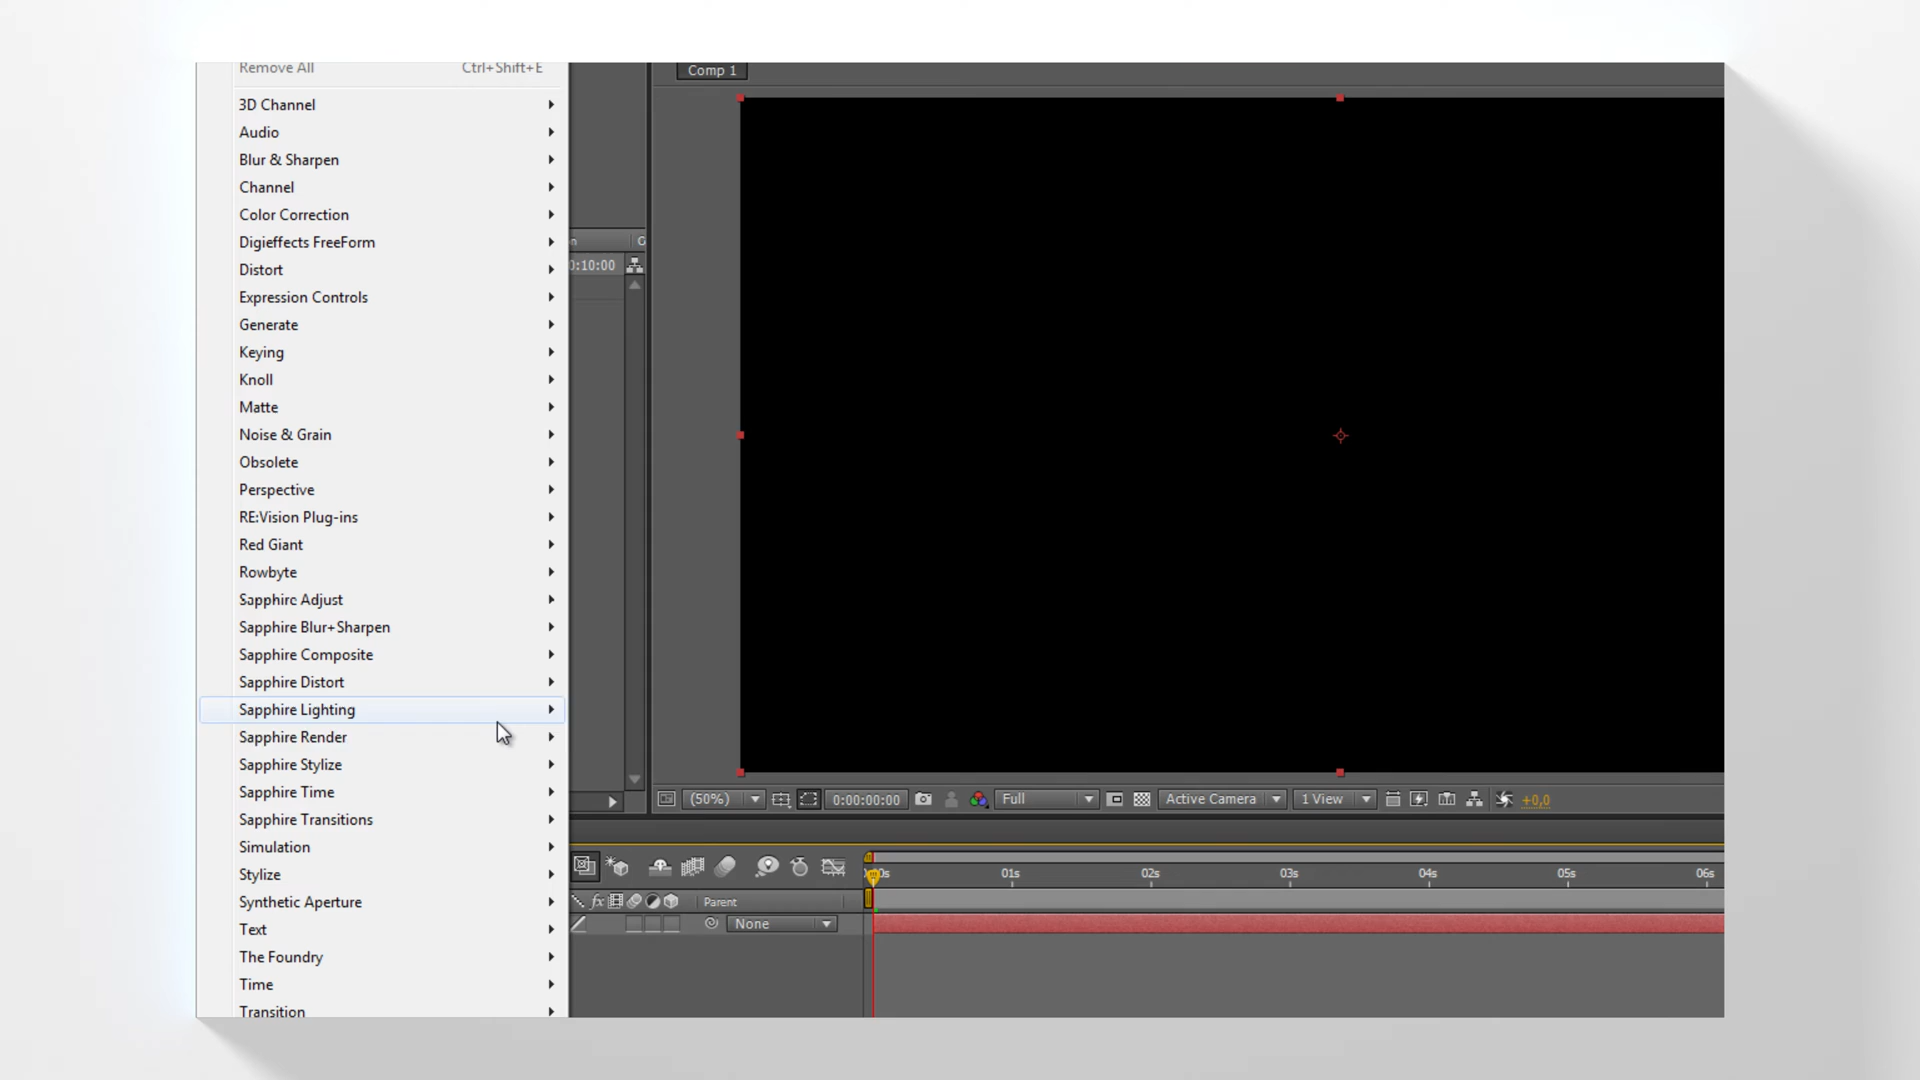 Remove All Ctrl+Shift+E
3D Channel
Audio
Blur & Sharpen
Channel
Color Correction
Digieffects FreeForm
Distort
Expression Controls
Generate
Keying
Knoll
Matte
Noise & Grain
Obsolete
Perspective
RE:Vision Plug-ins
Red Giant
Rowbyte
Sapphire Adjust
Sapphire Blur+Sharpen
Sapphire Composite
Sapphire Distort
Sapphire Lighting
Sapphire Render
Sapphire Stylize
Sapphire Time
Sapphire Transitions
Simulation
Stylize
Synthetic Aperture
Text
The Foundry
Time
Transition
0:10:00
Comp 1
(50%) 0:00:00:00 Full Active Camera 1 View +0,0
01s 02s 03s 04s 05s 06s
fx Parent
None